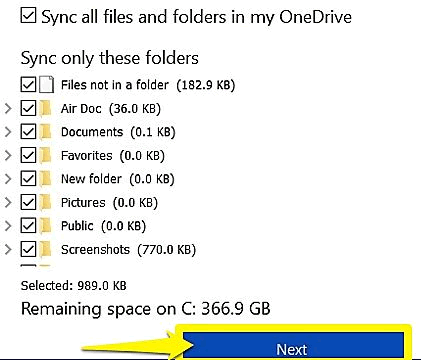 Sync all files and folders in my OneDrive
Sync only these folders
Files not in a folder (182.9 KB)
Air Doc (36.0 KB)
Documents (0.1 KB)
Favorites (0.0 KB)
New folder (0.0 KB)
Pictures (0.0 KB)
Public (0.0 KB)
Screenshots (770.0 KB)
Selected: 989.0 KB
Remaining space on C: 366.9 GB
Next